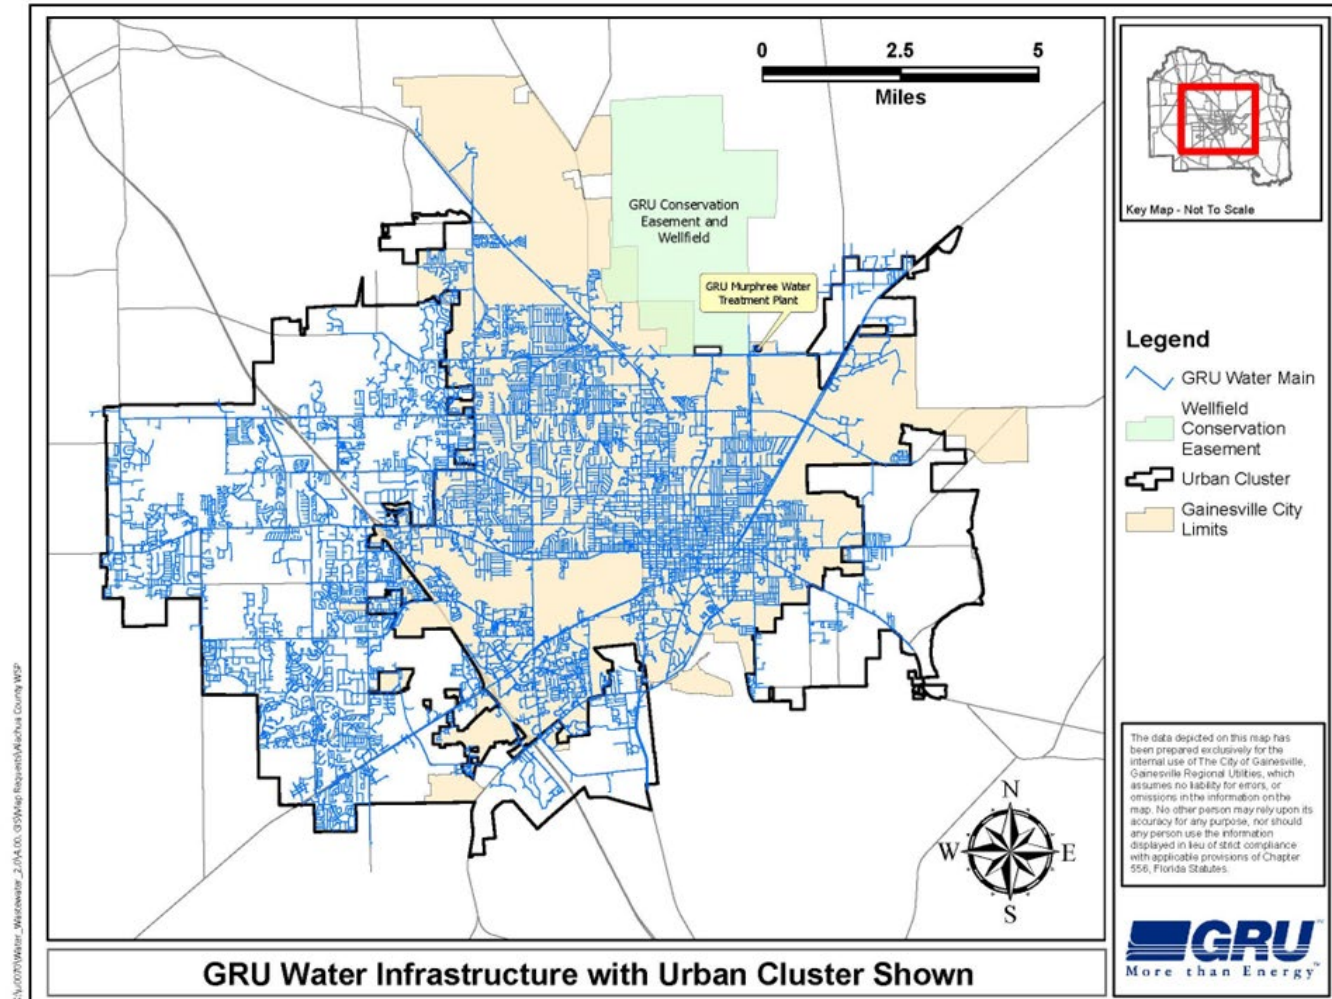 0 2.5 5
Miles
GRU Conservation
Easement and
Wellfield
GRU Murphree Water
Treatment Plant
N
W E
S
Key Map - Not To Scale
Legend
GRU Water Main
Wellfield
Conservation
Easement
Urban Cluster
Gainesville City
Limits
The data depicted on this map has
been prepared exclusively for the
internal use of The City of Gainesville,
Gainesville Regional Utilities, which
assumes no liability for errors, or
omissions in the information on the
map. No other person may rely upon its
accuracy for any purpose, nor should
any person use the information
displayed in lieu of strict compliance
with applicable provisions of Chapter
556, Florida Statutes.
GRU
More than Energy
GRU Water Infrastructure with Urban Cluster Shown